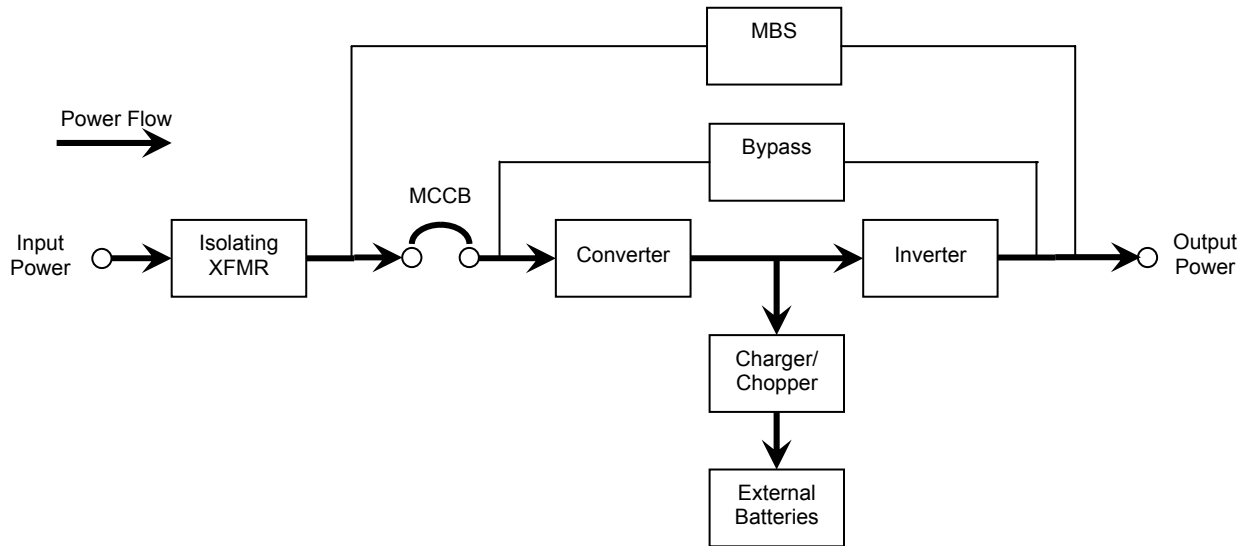 MBS
Power Flow
Bypass
MCCB
Input
Power
Isolating
XFMR
Converter
Inverter
Output
Power
Charger/
Chopper
External
Batteries